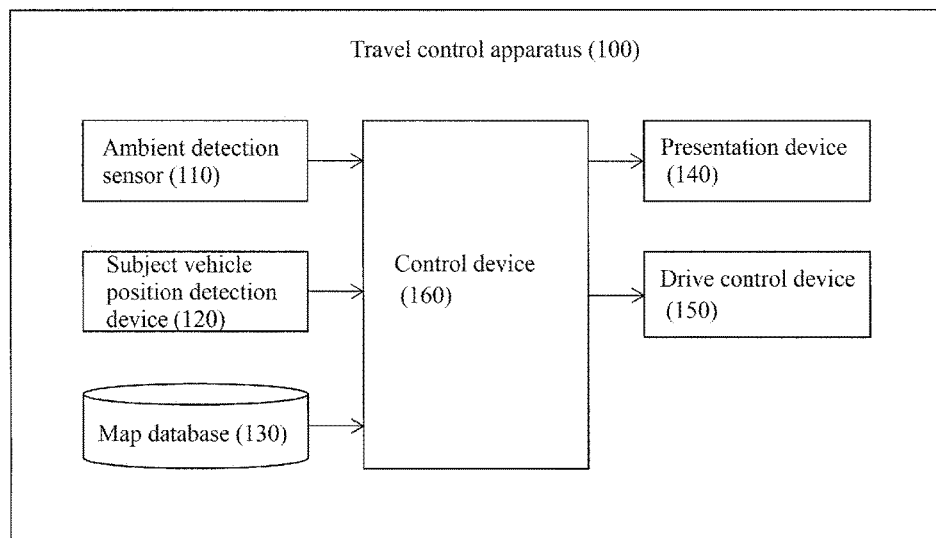 Travel control apparatus (100)
Ambient detection
sensor (110)
Subject vehicle
position detection
device (120)
Map database (130)
Control device
(160)
Presentation device
(140)
Drive control device
(150)